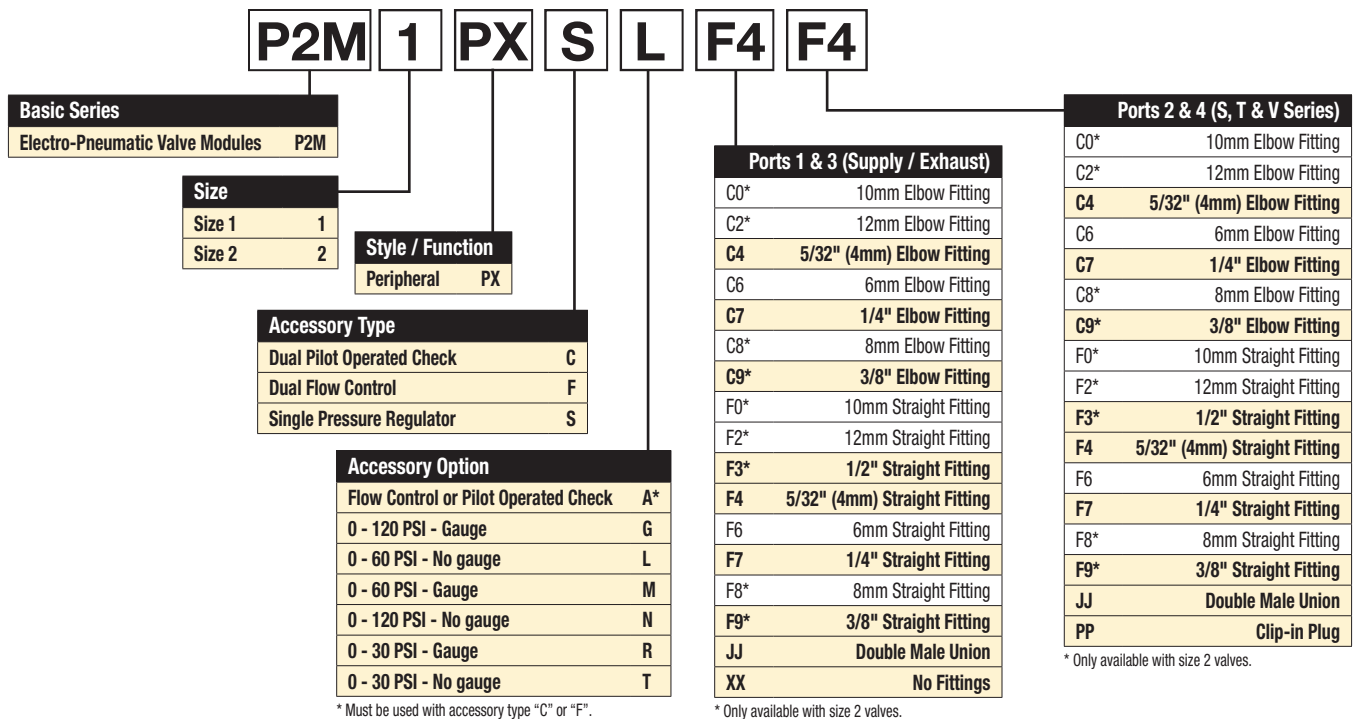 P2M 1 PX S L F4 F4
Basic Series
Electro-Pneumatic Valve Modules P2M
Size
Size 1 1
Size 2 2
Style / Function
Peripheral PX
Accessory Type
Dual Pilot Operated Check C
Dual Flow Control F
Single Pressure Regulator S
Accessory Option
Flow Control or Pilot Operated Check A*
0 - 120 PSI - Gauge G
0 - 60 PSI - No gauge L
0 - 60 PSI - Gauge M
0 - 120 PSI - No gauge N
0 - 30 PSI - Gauge R
0 - 30 PSI - No gauge T
* Must be used with accessory type “C” or “F”.
Ports 1 & 3 (Supply / Exhaust)
C0* 10mm Elbow Fitting
C2* 12mm Elbow Fitting
C4 5/32" (4mm) Elbow Fitting
C6 6mm Elbow Fitting
C7 1/4" Elbow Fitting
C8* 8mm Elbow Fitting
C9* 3/8" Elbow Fitting
F0* 10mm Straight Fitting
F2* 12mm Straight Fitting
F3* 1/2" Straight Fitting
F4 5/32" (4mm) Straight Fitting
F6 6mm Straight Fitting
F7 1/4" Straight Fitting
F8* 8mm Straight Fitting
F9* 3/8" Straight Fitting
JJ Double Male Union
XX No Fittings
* Only available with size 2 valves.
Ports 2 & 4 (S, T & V Series)
C0* 10mm Elbow Fitting
C2* 12mm Elbow Fitting
C4 5/32" (4mm) Elbow Fitting
C6 6mm Elbow Fitting
C7 1/4" Elbow Fitting
C8* 8mm Elbow Fitting
C9* 3/8" Elbow Fitting
F0* 10mm Straight Fitting
F2* 12mm Straight Fitting
F3* 1/2" Straight Fitting
F4 5/32" (4mm) Straight Fitting
F6 6mm Straight Fitting
F7 1/4" Straight Fitting
F8* 8mm Straight Fitting
F9* 3/8" Straight Fitting
JJ Double Male Union
PP Clip-in Plug
* Only available with size 2 valves.